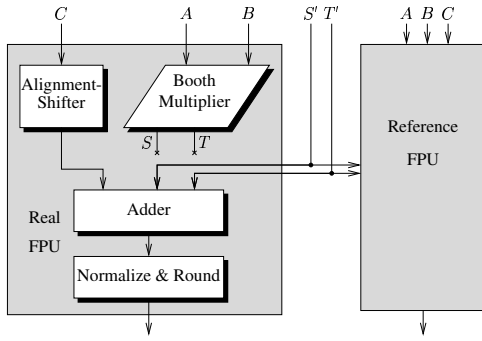 C A B S′ T′ A B C
Alignment-
Shifter
Booth
Multiplier
S T
Reference
FPU
Adder
Real
FPU
Normalize & Round